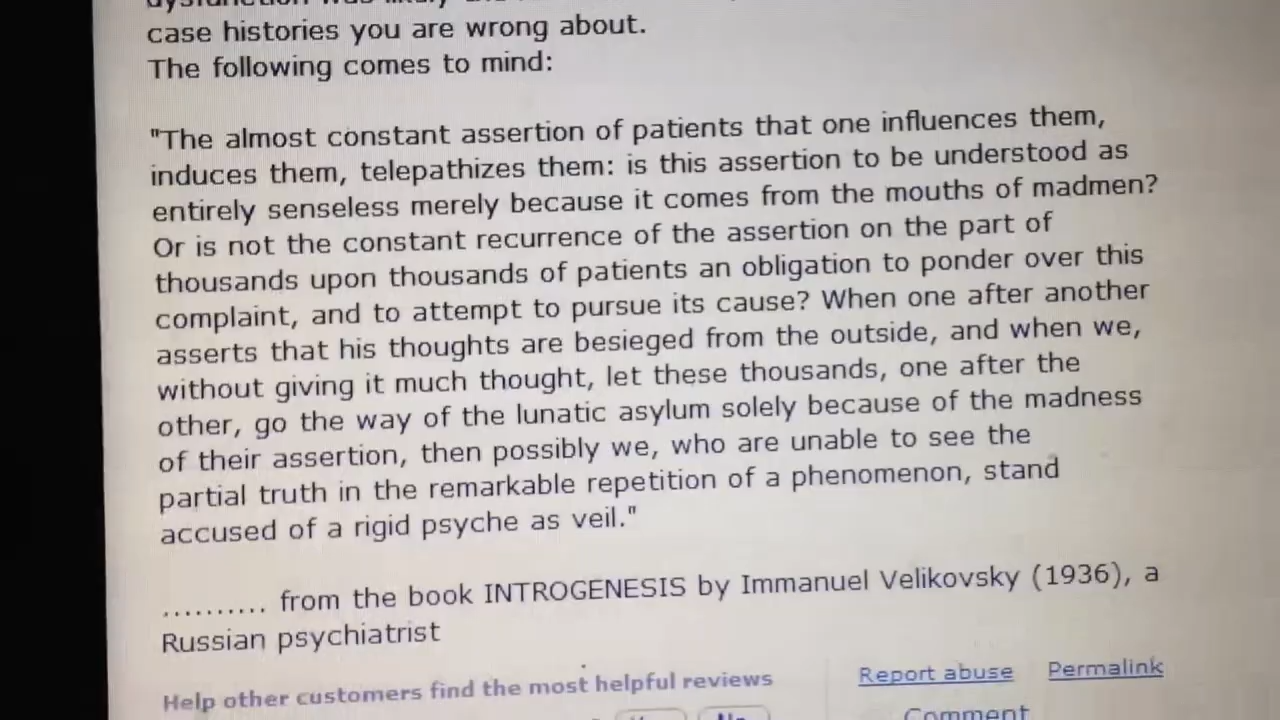 case histories you are wrong about.
The following comes to mind:
"The almost constant assertion of patients that one influences them,
induces them, telepathizes them: is this assertion to be understood as
entirely senseless merely because it comes from the mouths of madmen?
Or is not the constant recurrence of the assertion on the part of
thousands upon thousands of patients an obligation to ponder over this
complaint, and to attempt to pursue its cause? When one after another
asserts that his thoughts are besieged from the outside, and when we,
without giving it much thought, let these thousands, one after the
other, go the way of the lunatic asylum solely because of the madness
of their assertion, then possibly we, who are unable to see the
partial truth in the remarkable repetition of a phenomenon, stand
accused of a rigid psyche as veil."
.......... from the book INTROGENESIS by Immanuel Velikovsky (1936), a
Russian psychiatrist
Help other customers find the most helpful reviews
Report abuse
Permalink
Comment